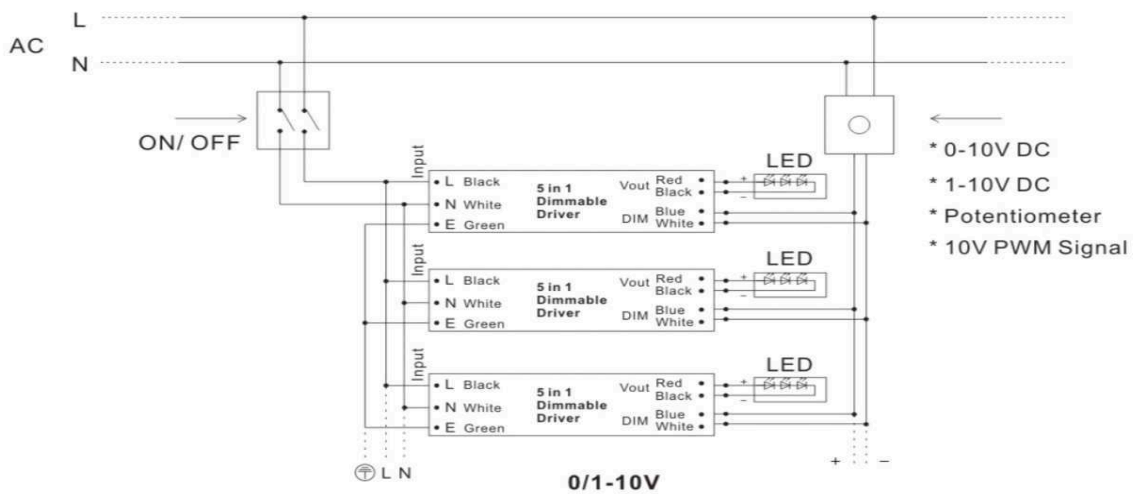 L
AC
N
ON/ OFF
* 0-10V DC
* 1-10V DC
* Potentiometer
* 10V PWM Signal
Input
L Black
N White
E Green
5 in 1
Dimmable
Driver
Vout Red
Black
DIM Blue
White
LED
+
−
Input
L Black
N White
E Green
5 in 1
Dimmable
Driver
Vout Red
Black
DIM Blue
White
LED
+
−
Input
L Black
N White
E Green
5 in 1
Dimmable
Driver
Vout Red
Black
DIM Blue
White
LED
+
−
L N
+ −
0/1-10V